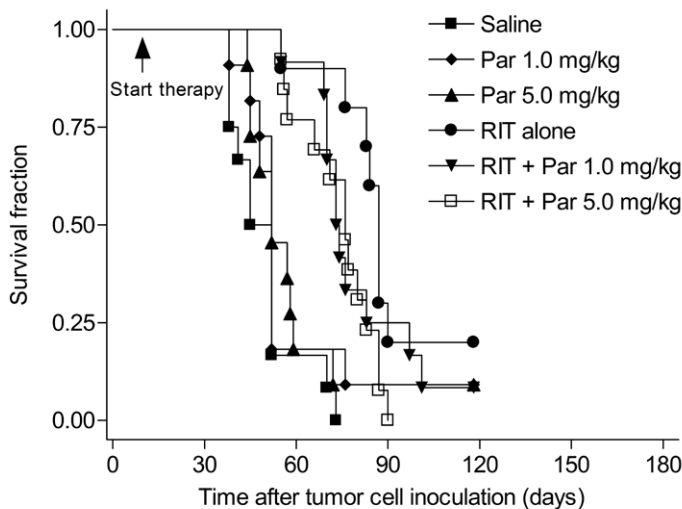 Saline
Par 1.0 mg/kg
Par 5.0 mg/kg
RIT alone
RIT + Par 1.0 mg/kg
RIT + Par 5.0 mg/kg
Start therapy
Survival fraction
1.00
0.75
0.50
0.25
0.00
0 30 60 90 120 150 180
Time after tumor cell inoculation (days)